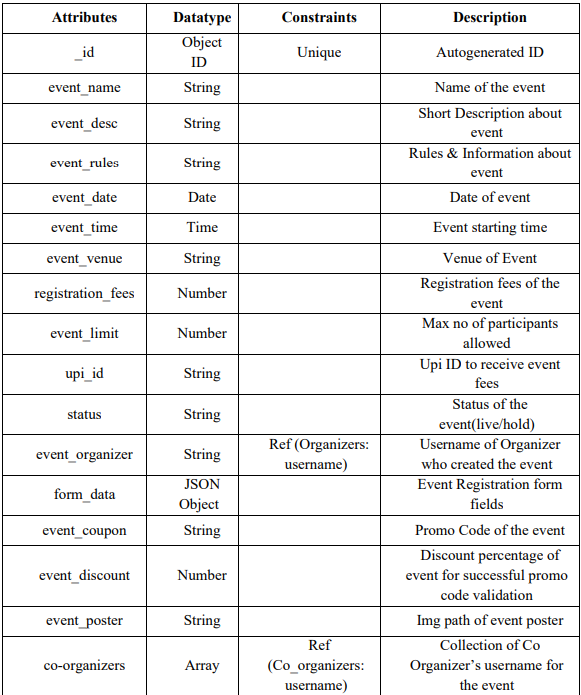 Attributes Datatype Constraints Description
_id Object ID Unique Autogenerated ID
event_name String Name of the event
event_desc String Short Description about event
event_rules String Rules & Information about event
event_date Date Date of event
event_time Time Event starting time
event_venue String Venue of Event
registration_fees Number Registration fees of the event
event_limit Number Max no of participants allowed
upi_id String Upi ID to receive event fees
status String Status of the event(live/hold)
event_organizer String Ref (Organizers: username) Username of Organizer who created the event
form_data JSON Object Event Registration form fields
event_coupon String Promo Code of the event
event_discount Number Discount percentage of event for successful promo code validation
event_poster String Img path of event poster
co-organizers Array Ref (Co_organizers: username) Collection of Co Organizer’s username for the event